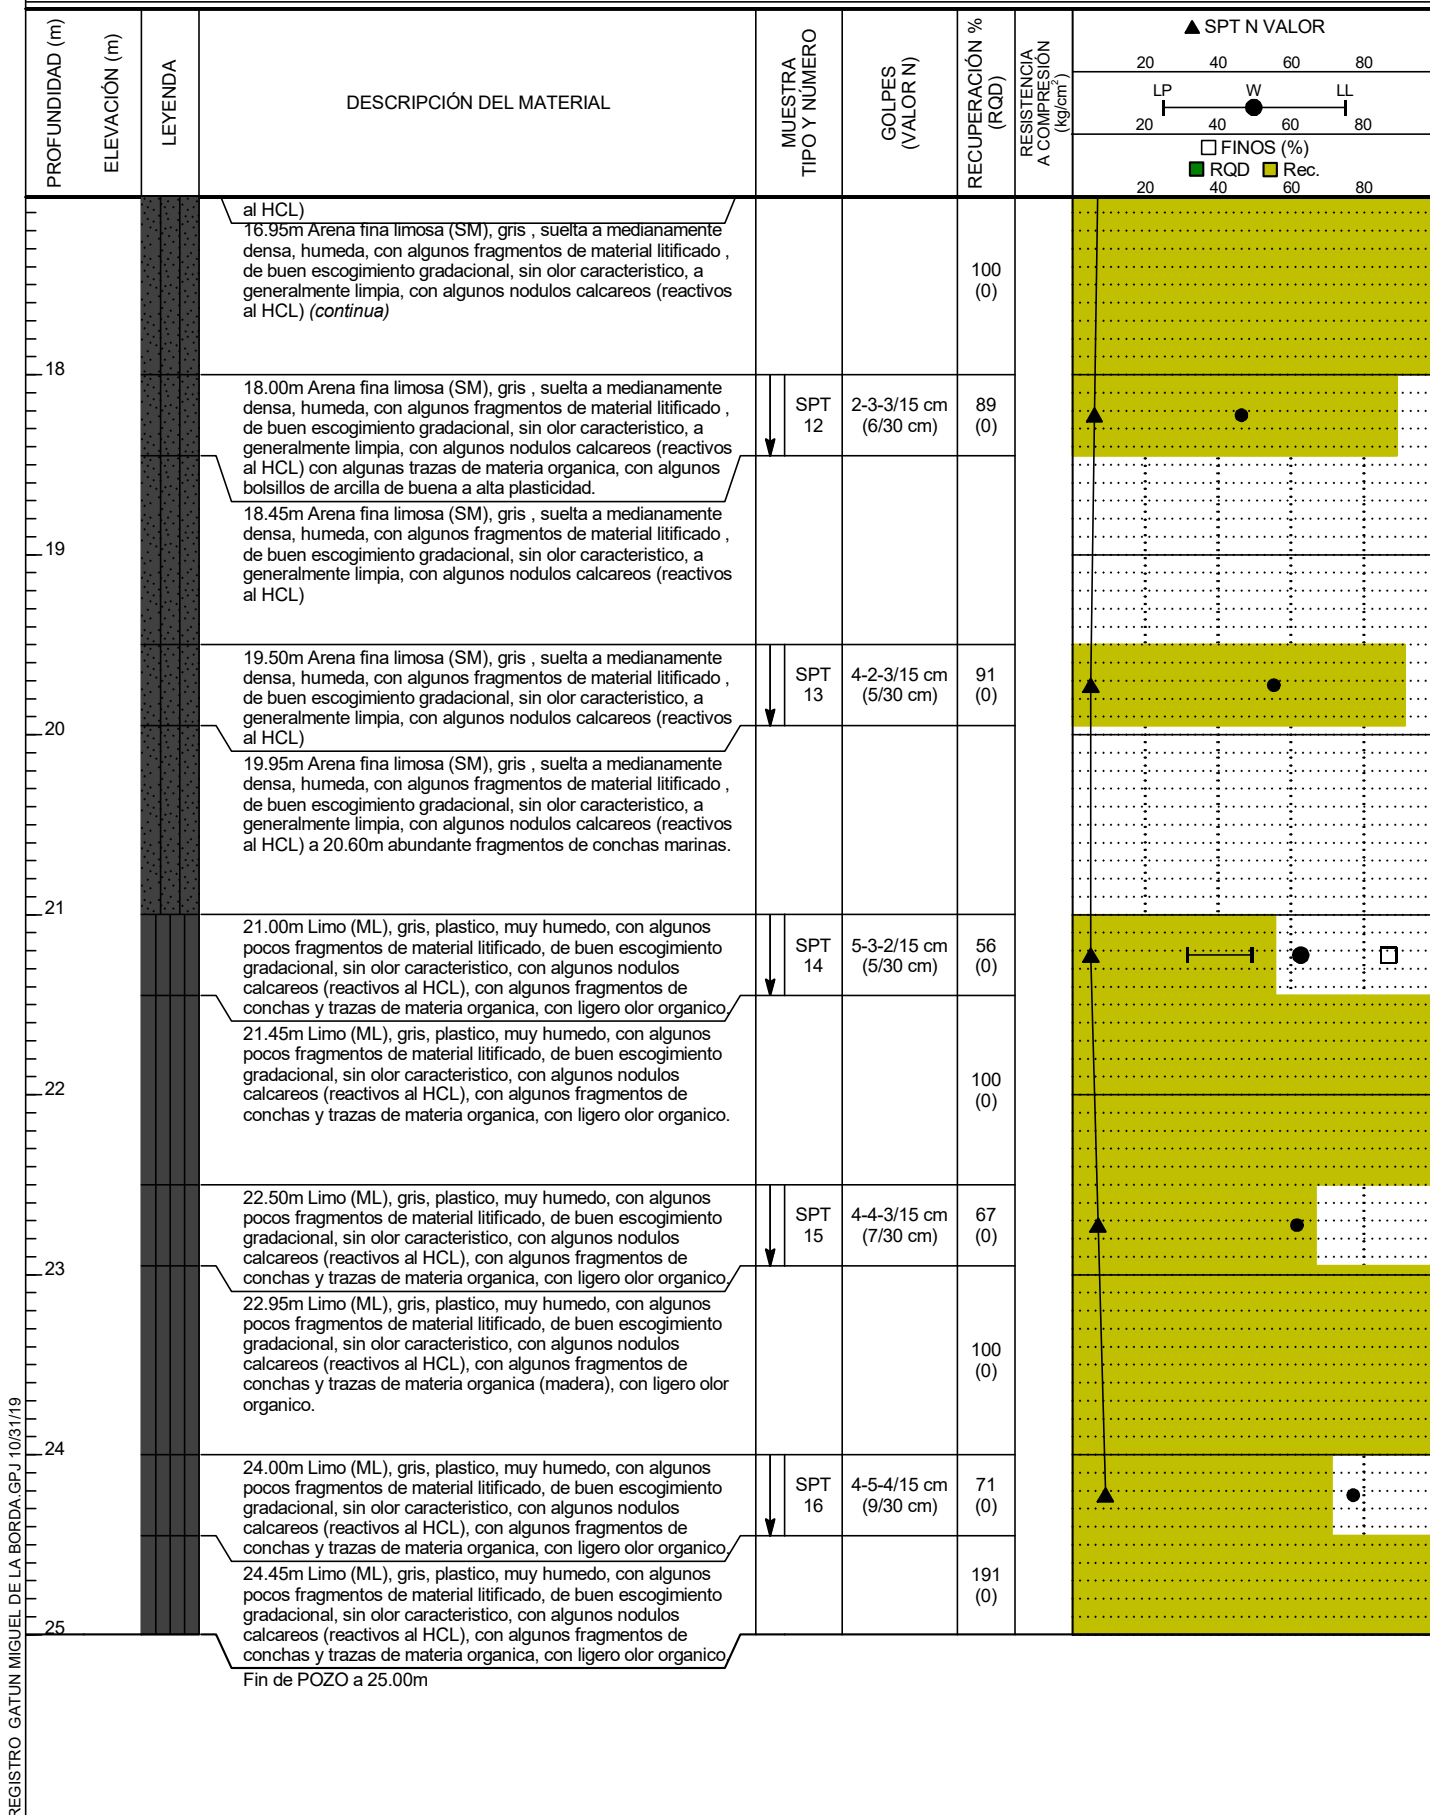 PROFUNDIDAD (m)
ELEVACIÓN (m)
LEYENDA
DESCRIPCIÓN DEL MATERIAL
MUESTRA
TIPO Y NÚMERO
GOLPES
(VALOR N)
RECUPERACIÓN %
(RQD)
RESISTENCIA
A COMPRESIÓN
(kg/cm²)
▲ SPT N VALOR
20 40 60 80
LP W LL
20 40 60 80
□ FINOS (%)
RQD Rec.
20 40 60 80
al HCL)
16.95m Arena fina limosa (SM), gris , suelta a medianamente
densa, humeda, con algunos fragmentos de material litificado ,
de buen escogimiento gradacional, sin olor caracteristico, a
generalmente limpia, con algunos nodulos calcareos (reactivos
al HCL) (continua)
100
(0)
18
18.00m Arena fina limosa (SM), gris , suelta a medianamente
densa, humeda, con algunos fragmentos de material litificado ,
de buen escogimiento gradacional, sin olor caracteristico, a
generalmente limpia, con algunos nodulos calcareos (reactivos
al HCL) con algunas trazas de materia organica, con algunos
bolsillos de arcilla de buena a alta plasticidad.
SPT
12
2-3-3/15 cm
(6/30 cm)
89
(0)
18.45m Arena fina limosa (SM), gris , suelta a medianamente
densa, humeda, con algunos fragmentos de material litificado ,
de buen escogimiento gradacional, sin olor caracteristico, a
generalmente limpia, con algunos nodulos calcareos (reactivos
al HCL)
19
19.50m Arena fina limosa (SM), gris , suelta a medianamente
densa, humeda, con algunos fragmentos de material litificado ,
de buen escogimiento gradacional, sin olor caracteristico, a
generalmente limpia, con algunos nodulos calcareos (reactivos
al HCL)
SPT
13
4-2-3/15 cm
(5/30 cm)
91
(0)
20
19.95m Arena fina limosa (SM), gris , suelta a medianamente
densa, humeda, con algunos fragmentos de material litificado ,
de buen escogimiento gradacional, sin olor caracteristico, a
generalmente limpia, con algunos nodulos calcareos (reactivos
al HCL) a 20.60m abundante fragmentos de conchas marinas.
21
21.00m Limo (ML), gris, plastico, muy humedo, con algunos
pocos fragmentos de material litificado, de buen escogimiento
gradacional, sin olor caracteristico, con algunos nodulos
calcareos (reactivos al HCL), con algunos fragmentos de
conchas y trazas de materia organica, con ligero olor organico.
SPT
14
5-3-2/15 cm
(5/30 cm)
56
(0)
21.45m Limo (ML), gris, plastico, muy humedo, con algunos
pocos fragmentos de material litificado, de buen escogimiento
gradacional, sin olor caracteristico, con algunos nodulos
calcareos (reactivos al HCL), con algunos fragmentos de
conchas y trazas de materia organica, con ligero olor organico.
100
(0)
22
22.50m Limo (ML), gris, plastico, muy humedo, con algunos
pocos fragmentos de material litificado, de buen escogimiento
gradacional, sin olor caracteristico, con algunos nodulos
calcareos (reactivos al HCL), con algunos fragmentos de
conchas y trazas de materia organica, con ligero olor organico.
SPT
15
4-4-3/15 cm
(7/30 cm)
67
(0)
23
22.95m Limo (ML), gris, plastico, muy humedo, con algunos
pocos fragmentos de material litificado, de buen escogimiento
gradacional, sin olor caracteristico, con algunos nodulos
calcareos (reactivos al HCL), con algunos fragmentos de
conchas y trazas de materia organica (madera), con ligero olor
organico.
100
(0)
24
24.00m Limo (ML), gris, plastico, muy humedo, con algunos
pocos fragmentos de material litificado, de buen escogimiento
gradacional, sin olor caracteristico, con algunos nodulos
calcareos (reactivos al HCL), con algunos fragmentos de
conchas y trazas de materia organica, con ligero olor organico.
SPT
16
4-5-4/15 cm
(9/30 cm)
71
(0)
24.45m Limo (ML), gris, plastico, muy humedo, con algunos
pocos fragmentos de material litificado, de buen escogimiento
gradacional, sin olor caracteristico, con algunos nodulos
calcareos (reactivos al HCL), con algunos fragmentos de
conchas y trazas de materia organica, con ligero olor organico
191
(0)
25
Fin de POZO a 25.00m
REGISTRO GATUN MIGUEL DE LA BORDA.GPJ 10/31/19